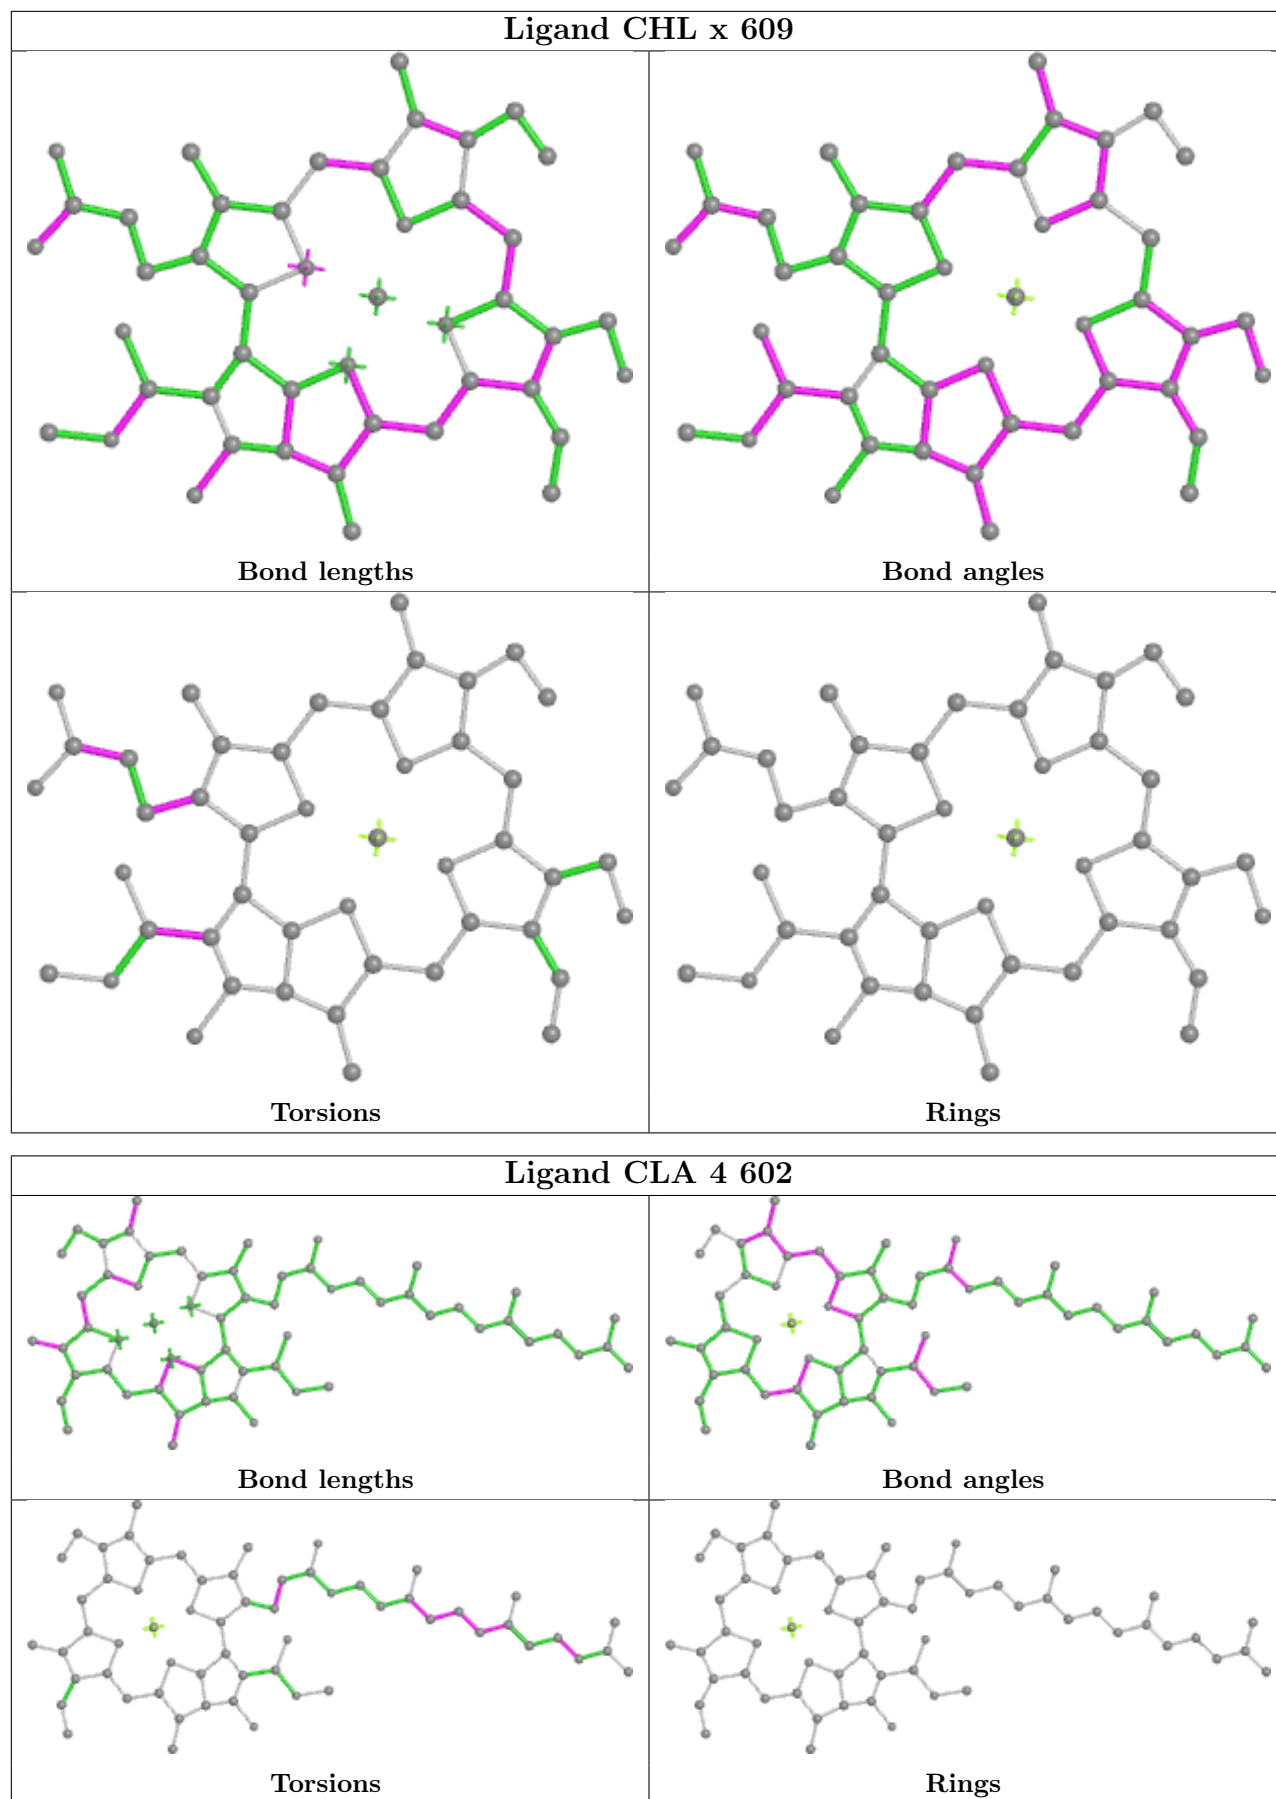 Ligand CHL x 609
Bond lengths
Bond angles
Torsions
Rings
Ligand CLA 4 602
Bond lengths
Bond angles
Torsions
Rings